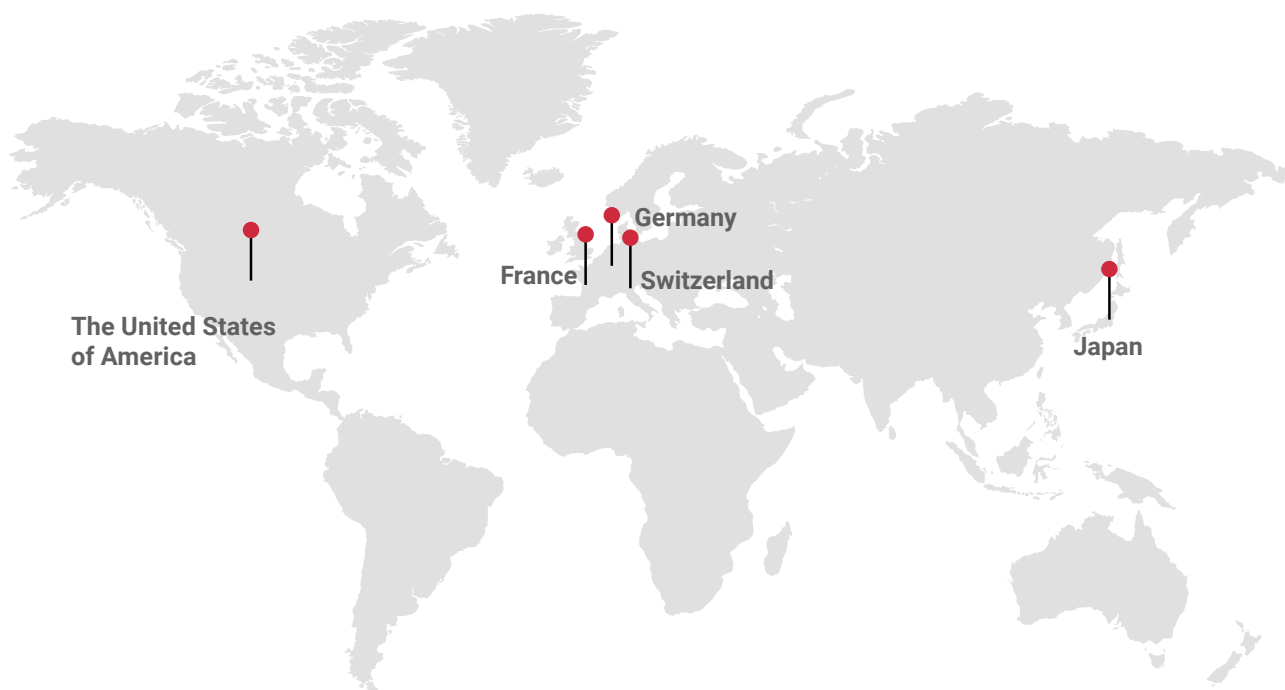 Germany
France
Switzerland
The United States
of America
Japan